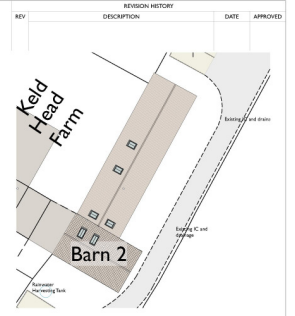 REVISION HISTORY
REV DESCRIPTION DATE APPROVED
Keld
Head
Farm
Existing IC and drains
Existing IC and
drainage
Barn 2
Rainwater
Harvesting Tank